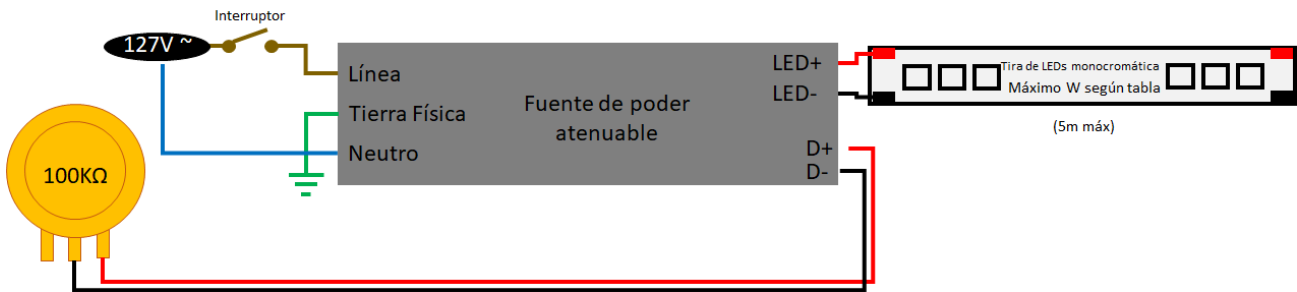 Interruptor
127V ~
Línea
Tierra Física
Neutro
Fuente de poder
atenuable
LED+
LED-
D+
D-
Tira de LEDs monocromática
Máximo W según tabla
(5m máx)
100KΩ